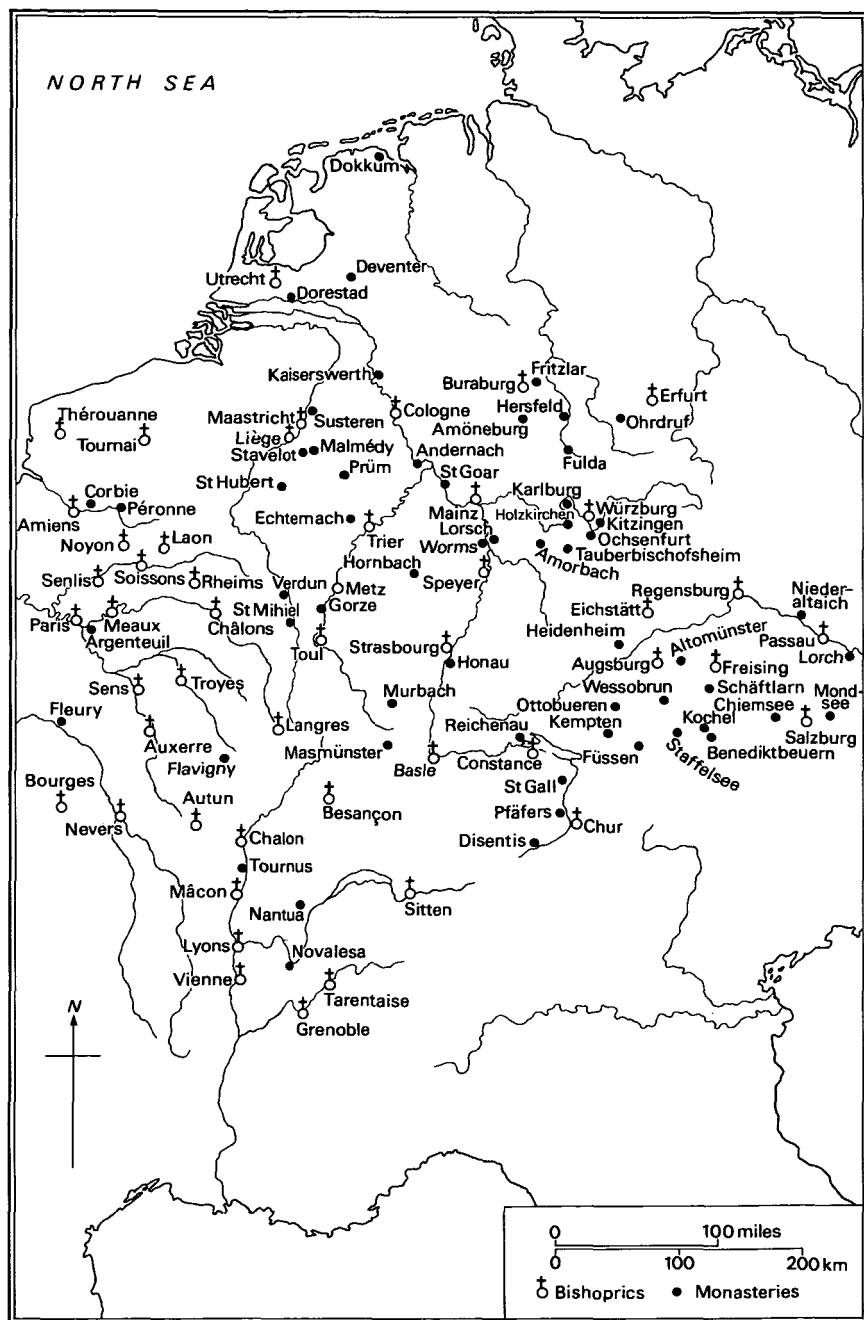 NORTH SEA
Dokkum
Utrecht
Deventer
Dorestad
Kaiserswerth
Buraburg
Fritzlar
Erfurt
Thérouanne
Tournai
Maastricht
Susteren
Cologne
Hersfeld
Amöneburg
Ohrdruf
Liège
Stavelot
Malmédy
Andernach
Fulda
Prüm
St Goar
St Hubert
Karlburg
Würzburg
Corbie
Péronne
Amiens
Echternach
Mainz
Holzkirchen
Kitzingen
Lorsch
Ochsenfurt
Noyon
Laon
Trier
Worms
Amorbach
Tauberbischofsheim
Hornbach
Senlis
Soissons
Rheims
Verdun
Metz
Speyer
Regensburg
Nieder-
altaich
Gorze
Eichstätt
St Mihiel
Paris
Meaux
Châlons
Argenteuil
Heidenheim
Altomünster
Passau
Toul
Strasbourg
Lorch
Honau
Augsburg
Freising
Sens
Troyes
Murbach
Wessobrun
Schäftlarn
Fleury
Ottobueren
Chiemsee
Mond-
see
Langres
Reichenau
Kempten
Kochel
Auxerre
Masmünster
Salzburg
Flavigny
Basle
Constance
Füssen
Staffelsee
Benediktbeuern
Bourges
Autun
Besançon
St Gall
Nevers
Pfäfers
Chur
Chalon
Disentis
Tournus
Mâcon
Sitten
Nantua
Lyons
Novalesa
Vienne
Tarentaise
Grenoble
N
0 100 miles
0 100 200 km
Bishoprics Monasteries